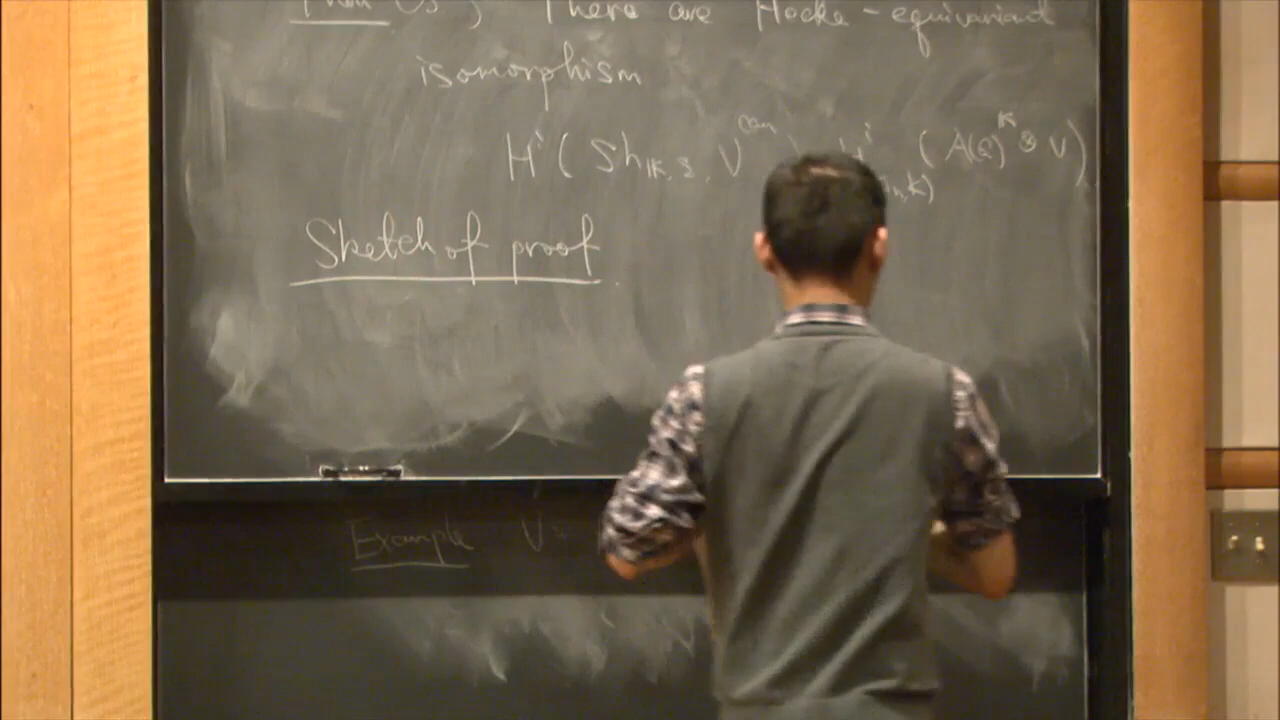 There are Hecke-equivariant
isomorphism
H^i ( Sh_{K,Σ}, V^{can} ) H^i ( A(G)^K ⊗ V )
Sketch of proof
Example V =
V